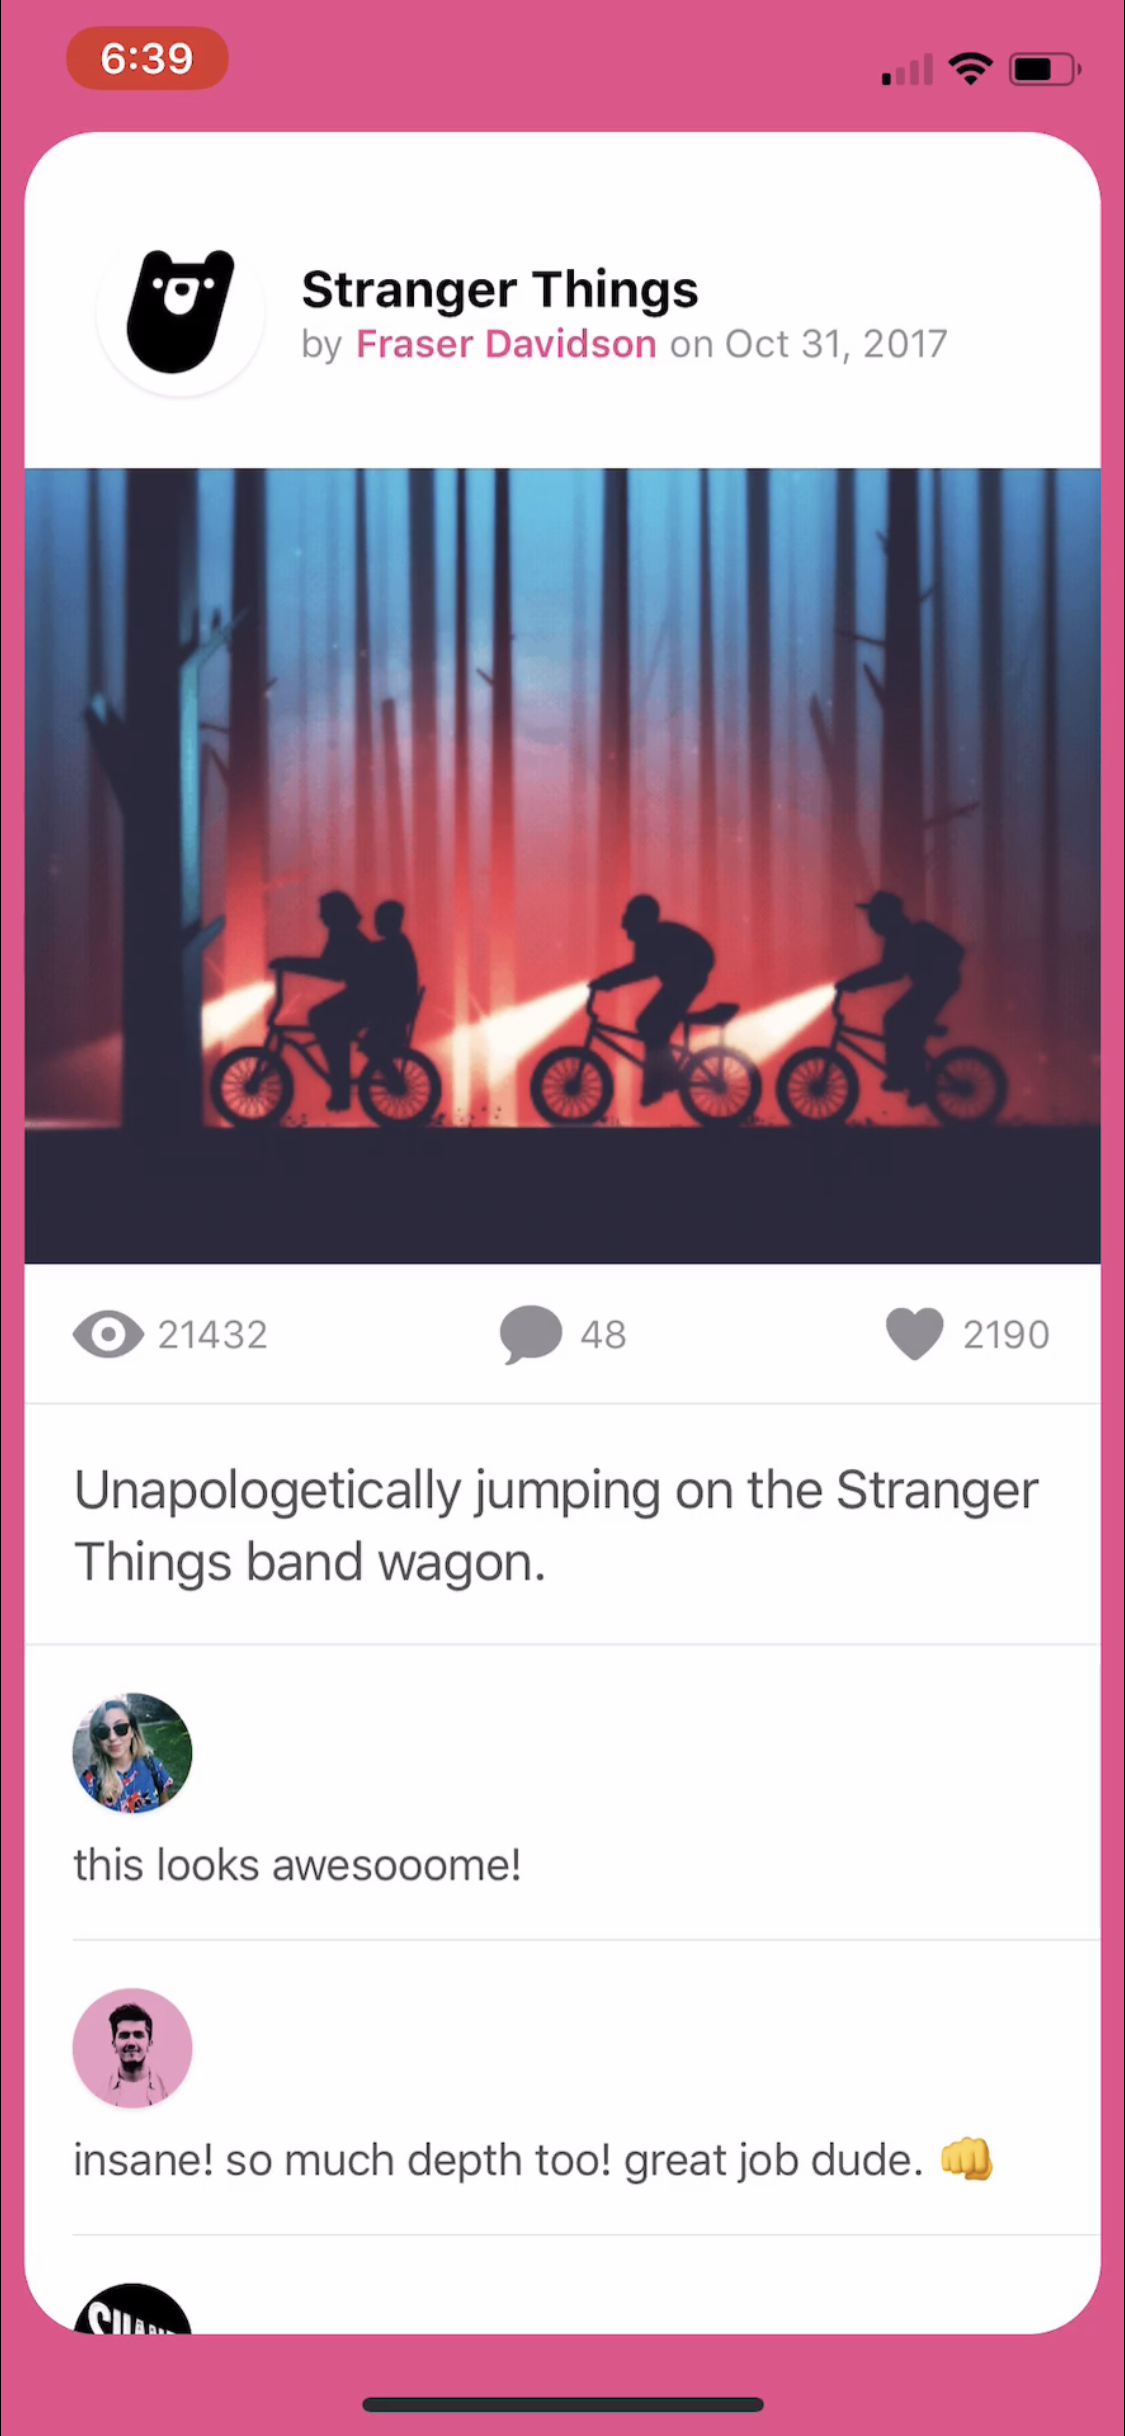 6:39
Stranger Things
by Fraser Davidson on Oct 31, 2017
21432
48
2190
Unapologetically jumping on the Stranger
Things band wagon.
this looks awesooome!
insane! so much depth too! great job dude. 👊